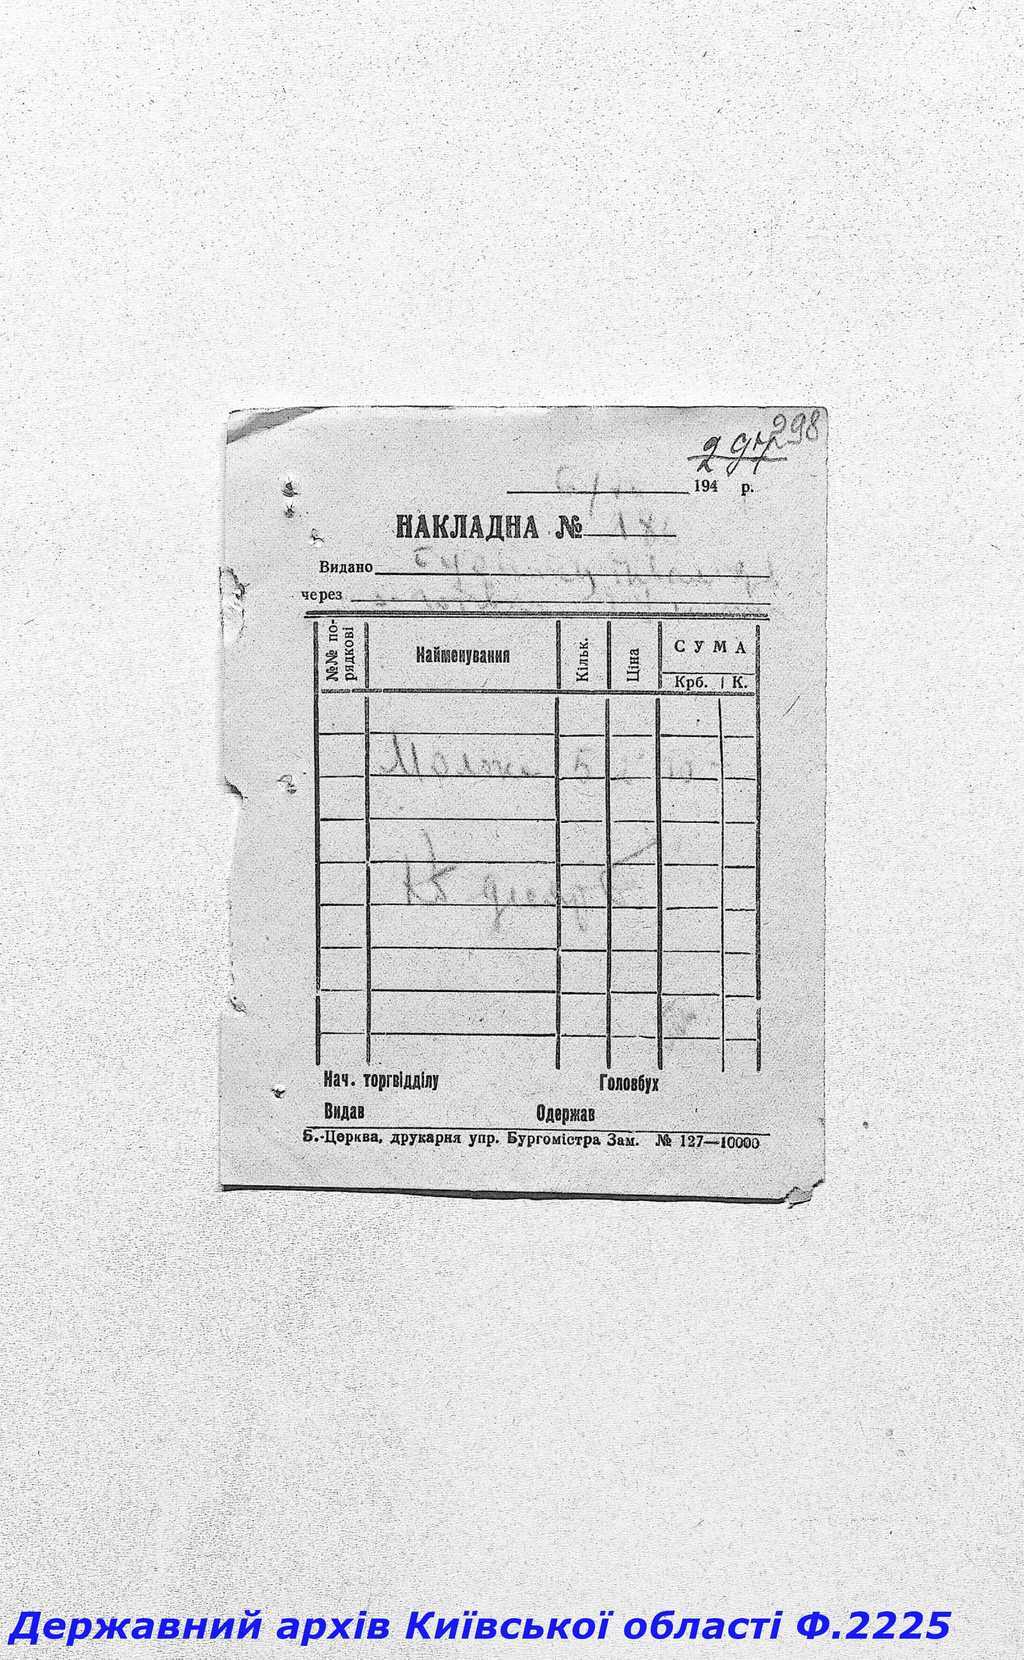 298
297
194 р.
НАКЛАДНА №
Видано
через
№№ порядкові Найменування Кільк. Ціна СУМА
Крб. К.
Нач. торгвідділу Головбух
Видав Одержав
Б.-Церква, друкарня упр. Бургомістра Зам. № 127—10000
Державний архів Київської області Ф.2225